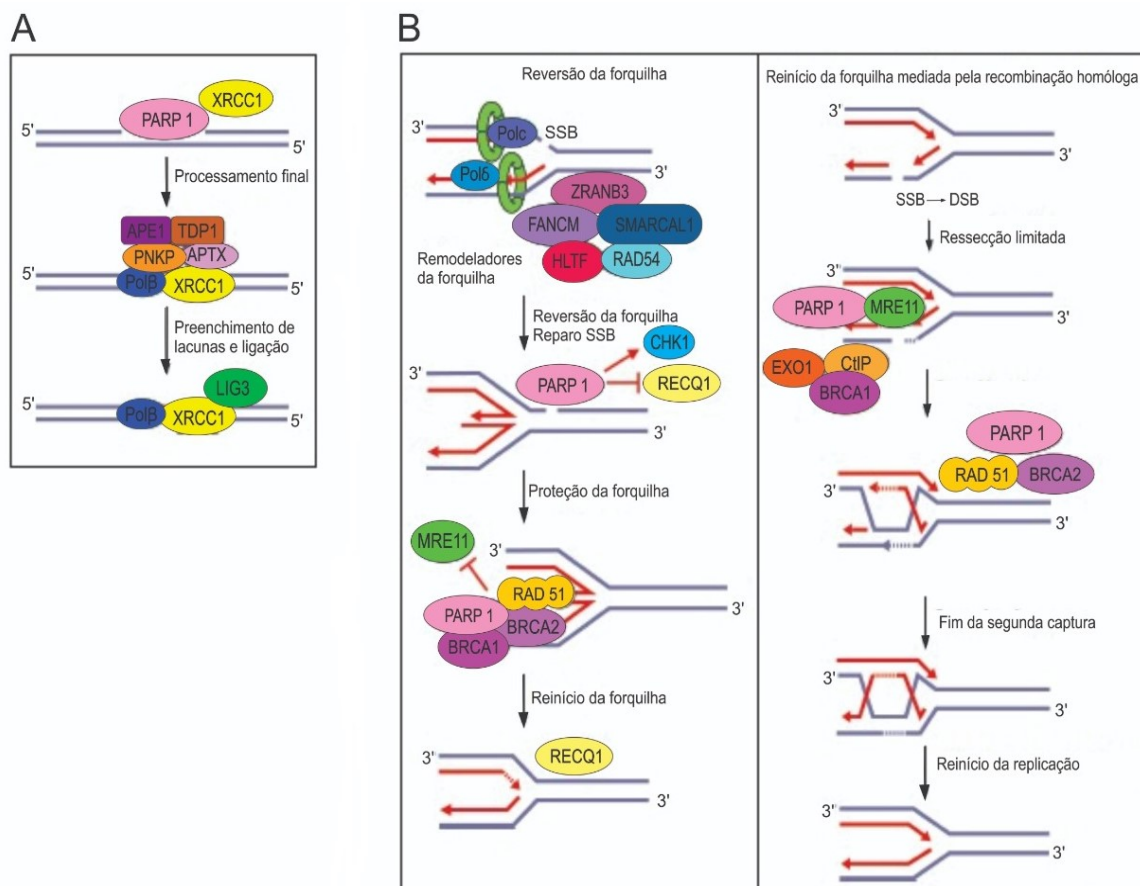 A
PARP 1
XRCC1
5'
5'
Processamento final
APE1
TDP1
PNKP
APTX
5'
Polβ
XRCC1
5'
Preenchimento de
lacunas e ligação
LIG3
5'
Polβ
XRCC1
5'
B
Reversão da forquilha
3'
Polc
SSB
Polδ
3'
ZRANB3
FANCM
SMARCAL1
HLTF
RAD54
Remodeladores
da forquilha
Reversão da forquilha
Reparo SSB
CHK1
3'
PARP 1
RECQ1
3'
Proteção da forquilha
MRE11
3'
RAD 51
PARP 1
BRCA2
BRCA1
3'
Reinício da forquilha
3'
RECQ1
3'
Reinício da forquilha mediada pela recombinação homóloga
3'
3'
SSB → DSB
Ressecção limitada
3'
PARP 1
MRE11
3'
EXO1
CtIP
BRCA1
PARP 1
3'
RAD 51
BRCA2
3'
Fim da segunda captura
3'
3'
Reinício da replicação
3'
3'